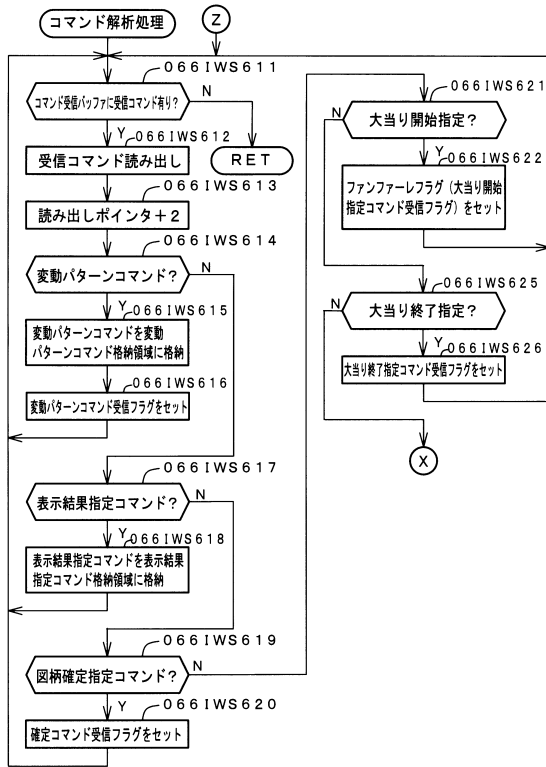 コマンド解析処理
Z
066IWS611
コマンド受信バッファに受信コマンド有り?
N
Y
066IWS612
RET
受信コマンド読み出し
066IWS613
読み出しポインタ+2
066IWS614
変動パターンコマンド?
N
Y
066IWS615
変動パターンコマンドを変動
パターンコマンド格納領域に格納
066IWS616
変動パターンコマンド受信フラグをセット
066IWS617
表示結果指定コマンド?
N
Y
066IWS618
表示結果指定コマンドを表示結果
指定コマンド格納領域に格納
066IWS619
図柄確定指定コマンド?
N
Y
066IWS620
確定コマンド受信フラグをセット
066IWS621
N
大当り開始指定?
Y
066IWS622
ファンファーレフラグ(大当り開始
指定コマンド受信フラグ)をセット
066IWS625
N
大当り終了指定?
Y
066IWS626
大当り終了指定コマンド受信フラグをセット
X